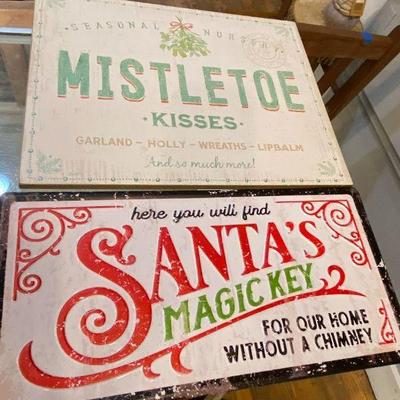 SEASONAL
MISTLETOE
• KISSES •
GARLAND – HOLLY – WREATHS – LIPBALM
And so much more!
here you will find
SANTA'S
MAGIC KEY
FOR OUR HOME
WITHOUT A CHIMNEY